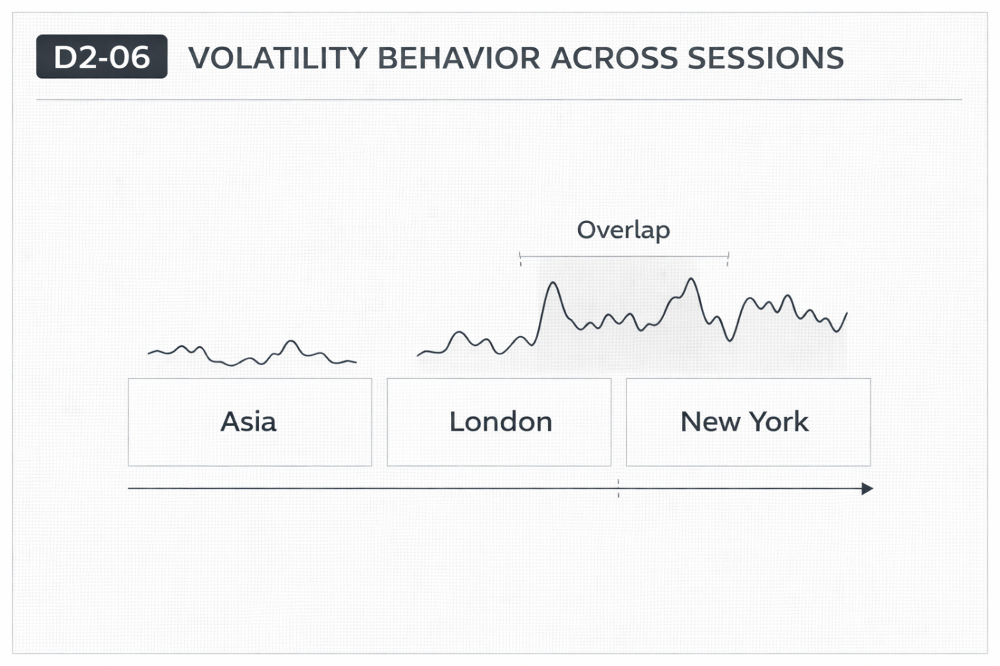 D2-06 VOLATILITY BEHAVIOR ACROSS SESSIONS
Overlap
Asia
London
New York